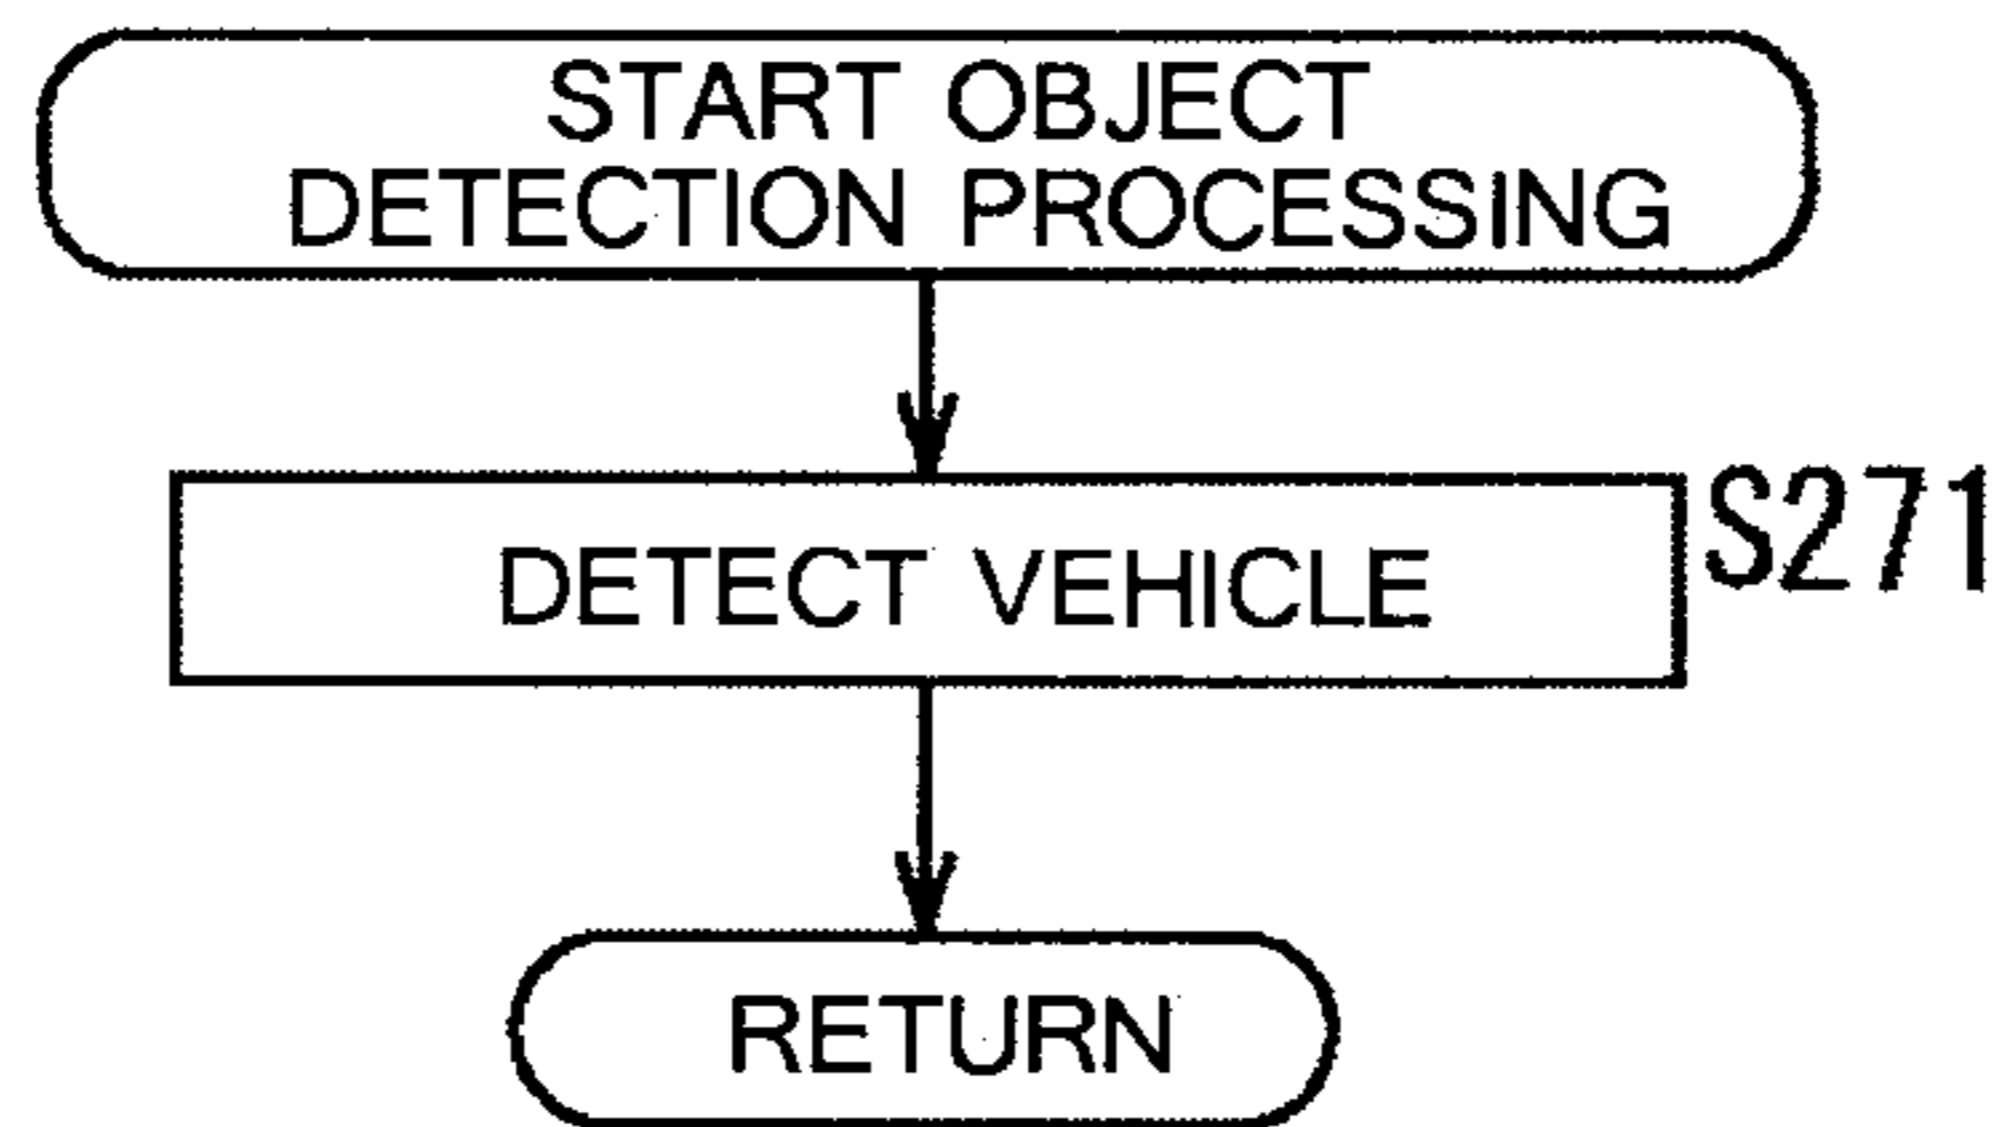 START OBJECT
DETECTION PROCESSING
DETECT VEHICLE
S271
RETURN